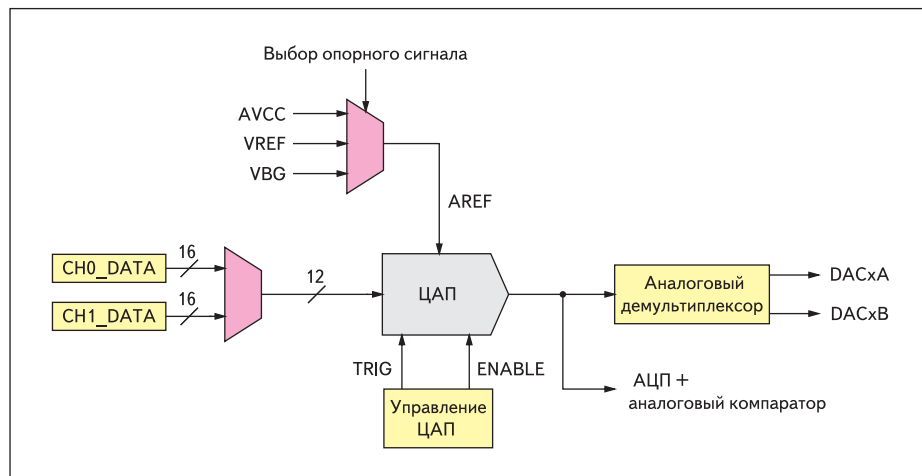 Выбор опорного сигнала
AVCC
VREF
VBG
AREF
CH0_DATA
16
CH1_DATA
16
12
ЦАП
Аналоговый
демультиплексор
DACxA
DACxB
TRIG
ENABLE
Управление
ЦАП
АЦП +
аналоговый компаратор